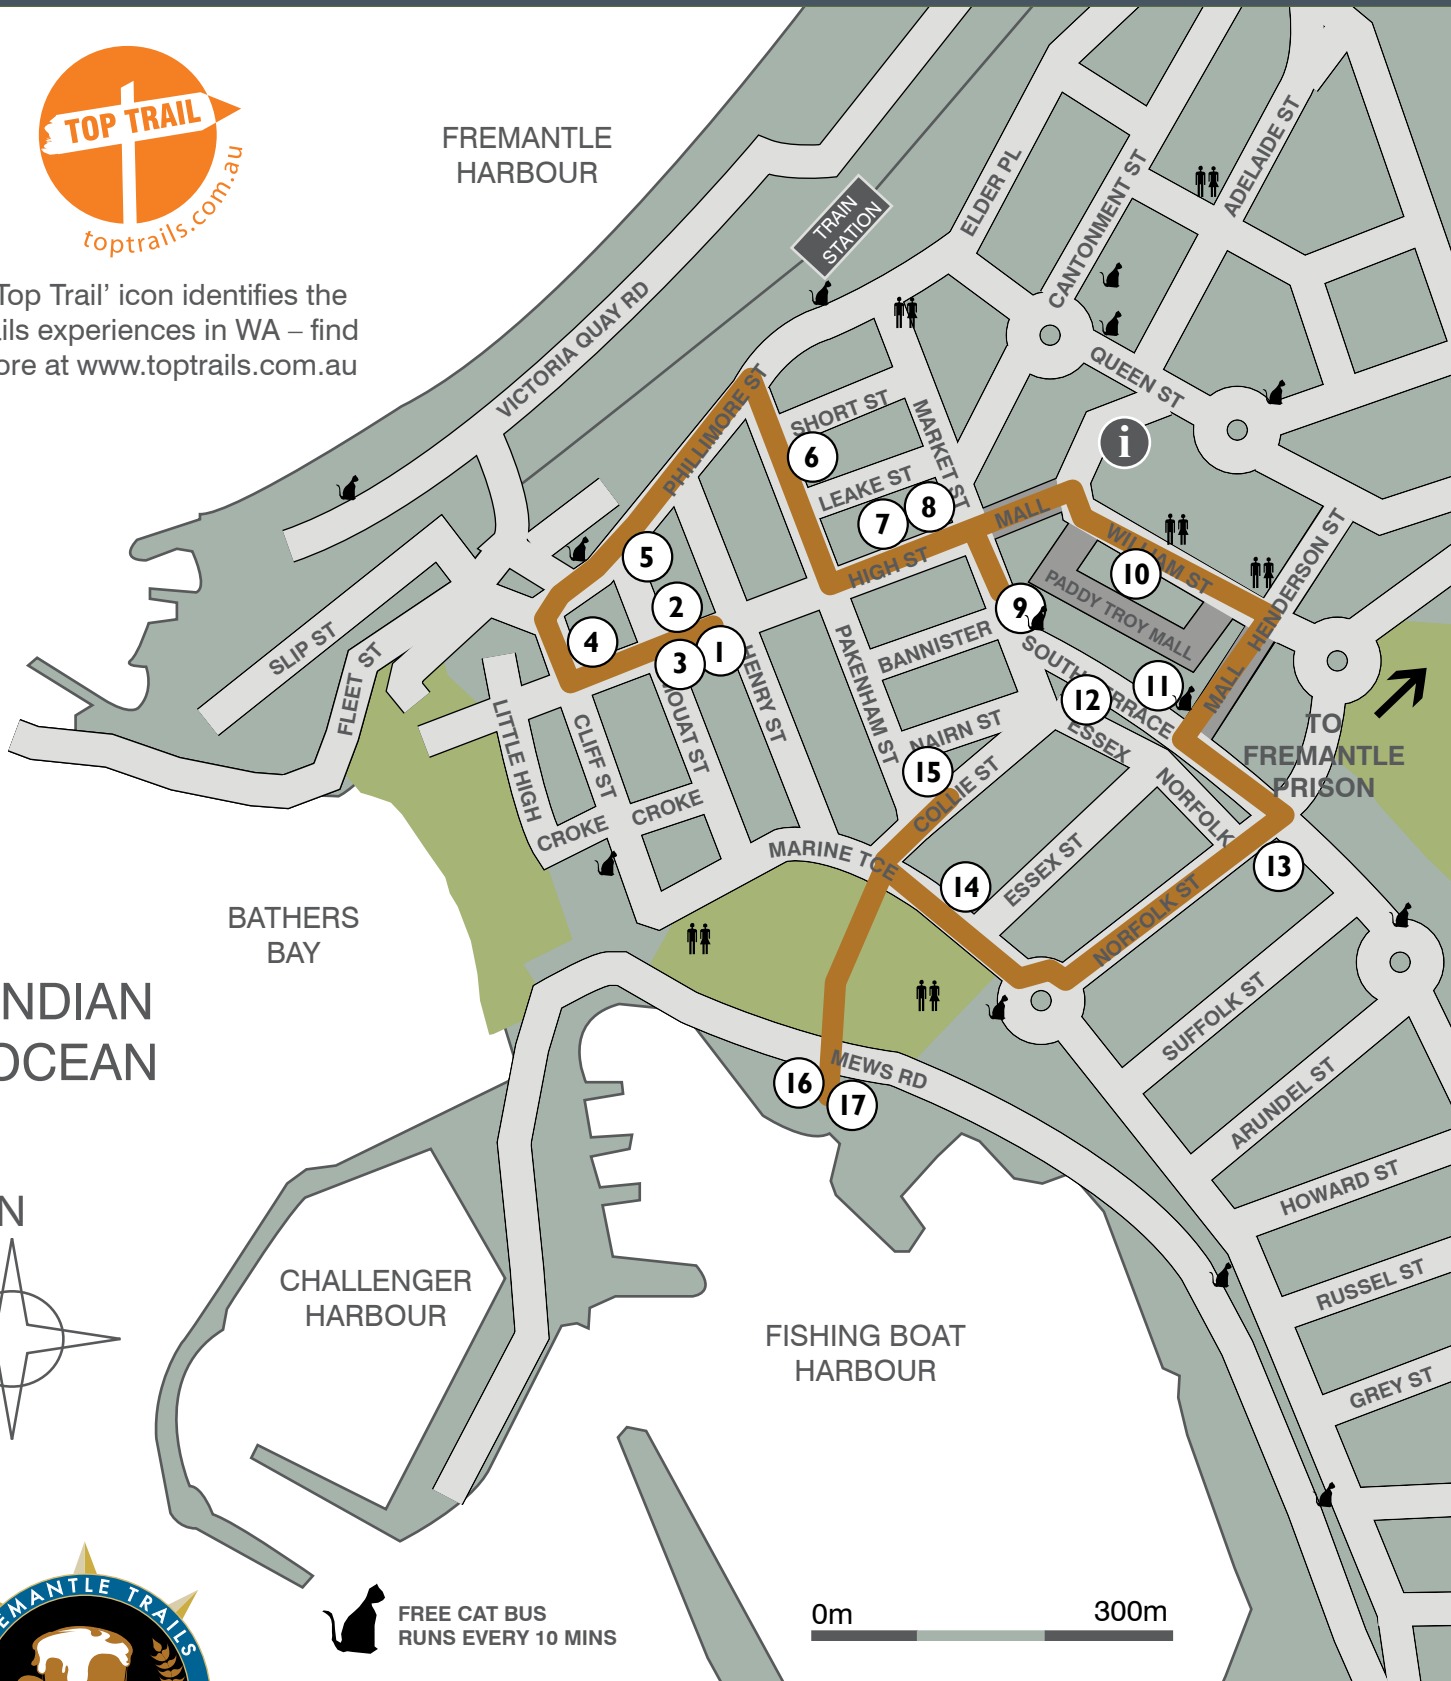 TOP TRAIL
toptrails.com.au
Top Trail’ icon identifies the
ils experiences in WA – find
ore at www.toptrails.com.au
FREMANTLE
HARBOUR
TRAIN
STATION
VICTORIA QUAY RD
ELDER PL
CANTONMENT ST
ADELAIDE ST
QUEEN ST
PHILLIMORE ST
SHORT ST
MARKET ST
LEAKE ST
HIGH ST
MALL
i
WILLIAM ST
PADDY TROY MALL
HENDERSON ST
MALL
6
7
8
5
2
4
3
1
9
10
11
12
SLIP ST
FLEET ST
LITTLE HIGH
CLIFF ST
MOUAT ST
HENRY ST
PAKENHAM ST
BANNISTER
SOUTH TERRACE
NAIRN ST
ESSEX
NORFOLK
TO
FREMANTLE
PRISON
15
COLLIE ST
CROKE
CROKE
MARINE TCE
14
ESSEX ST
13
NORFOLK ST
BATHERS
BAY
INDIAN
OCEAN
SUFFOLK ST
MEWS RD
16
17
ARUNDEL ST
HOWARD ST
N
CHALLENGER
HARBOUR
FISHING BOAT
HARBOUR
RUSSEL ST
GREY ST
EMANTLE TRAILS
FREE CAT BUS
RUNS EVERY 10 MINS
0m
300m